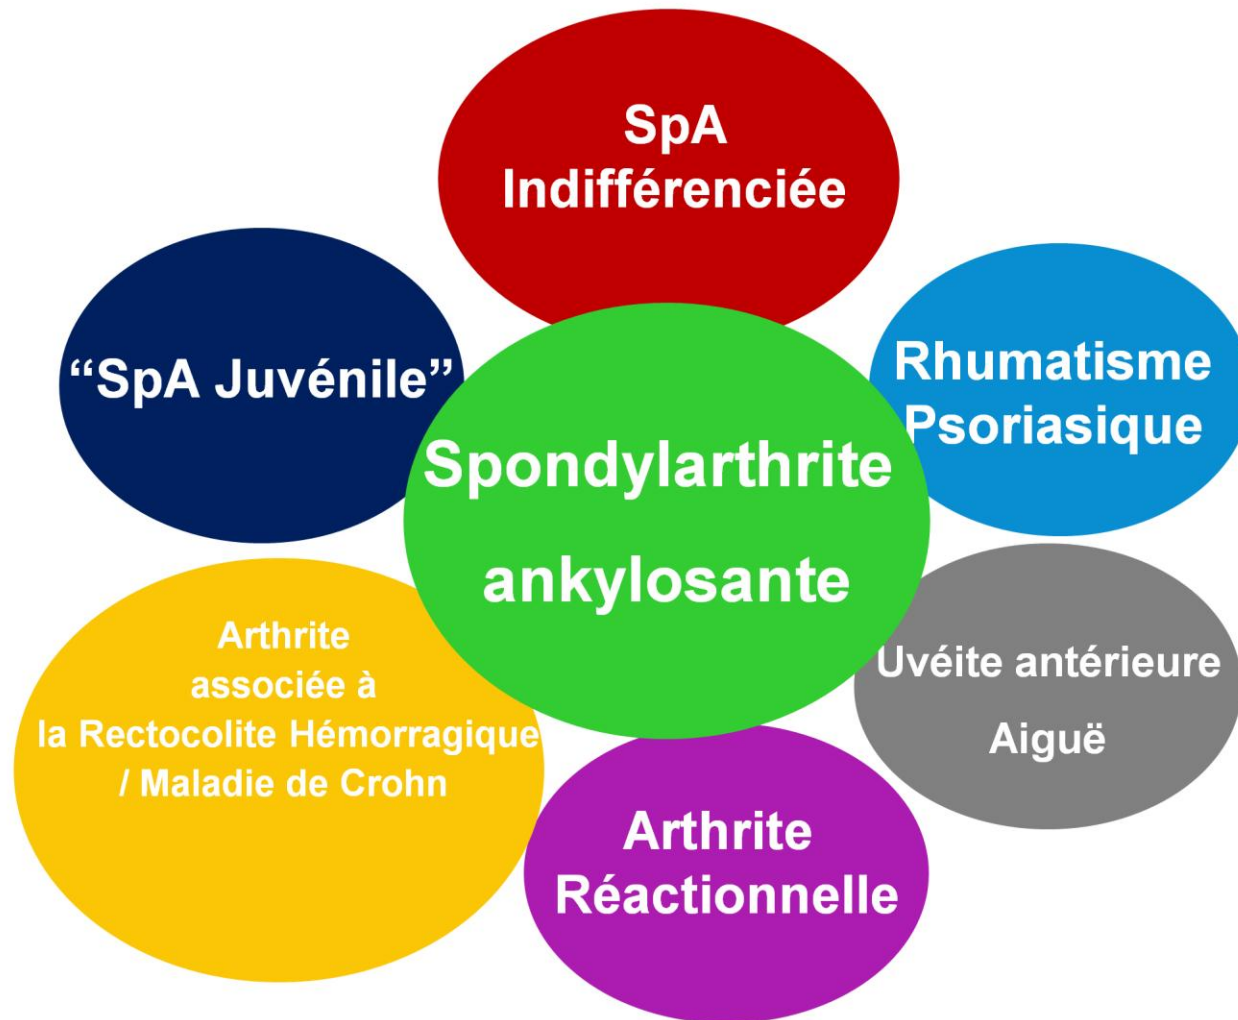 SpA
Indifférenciée
“SpA Juvénile”
Rhumatisme
Psoriasique
Spondylarthrite
ankylosante
Arthrite
associée à
la Rectocolite Hémorragique
/ Maladie de Crohn
Uvéite antérieure
Aiguë
Arthrite
Réactionnelle